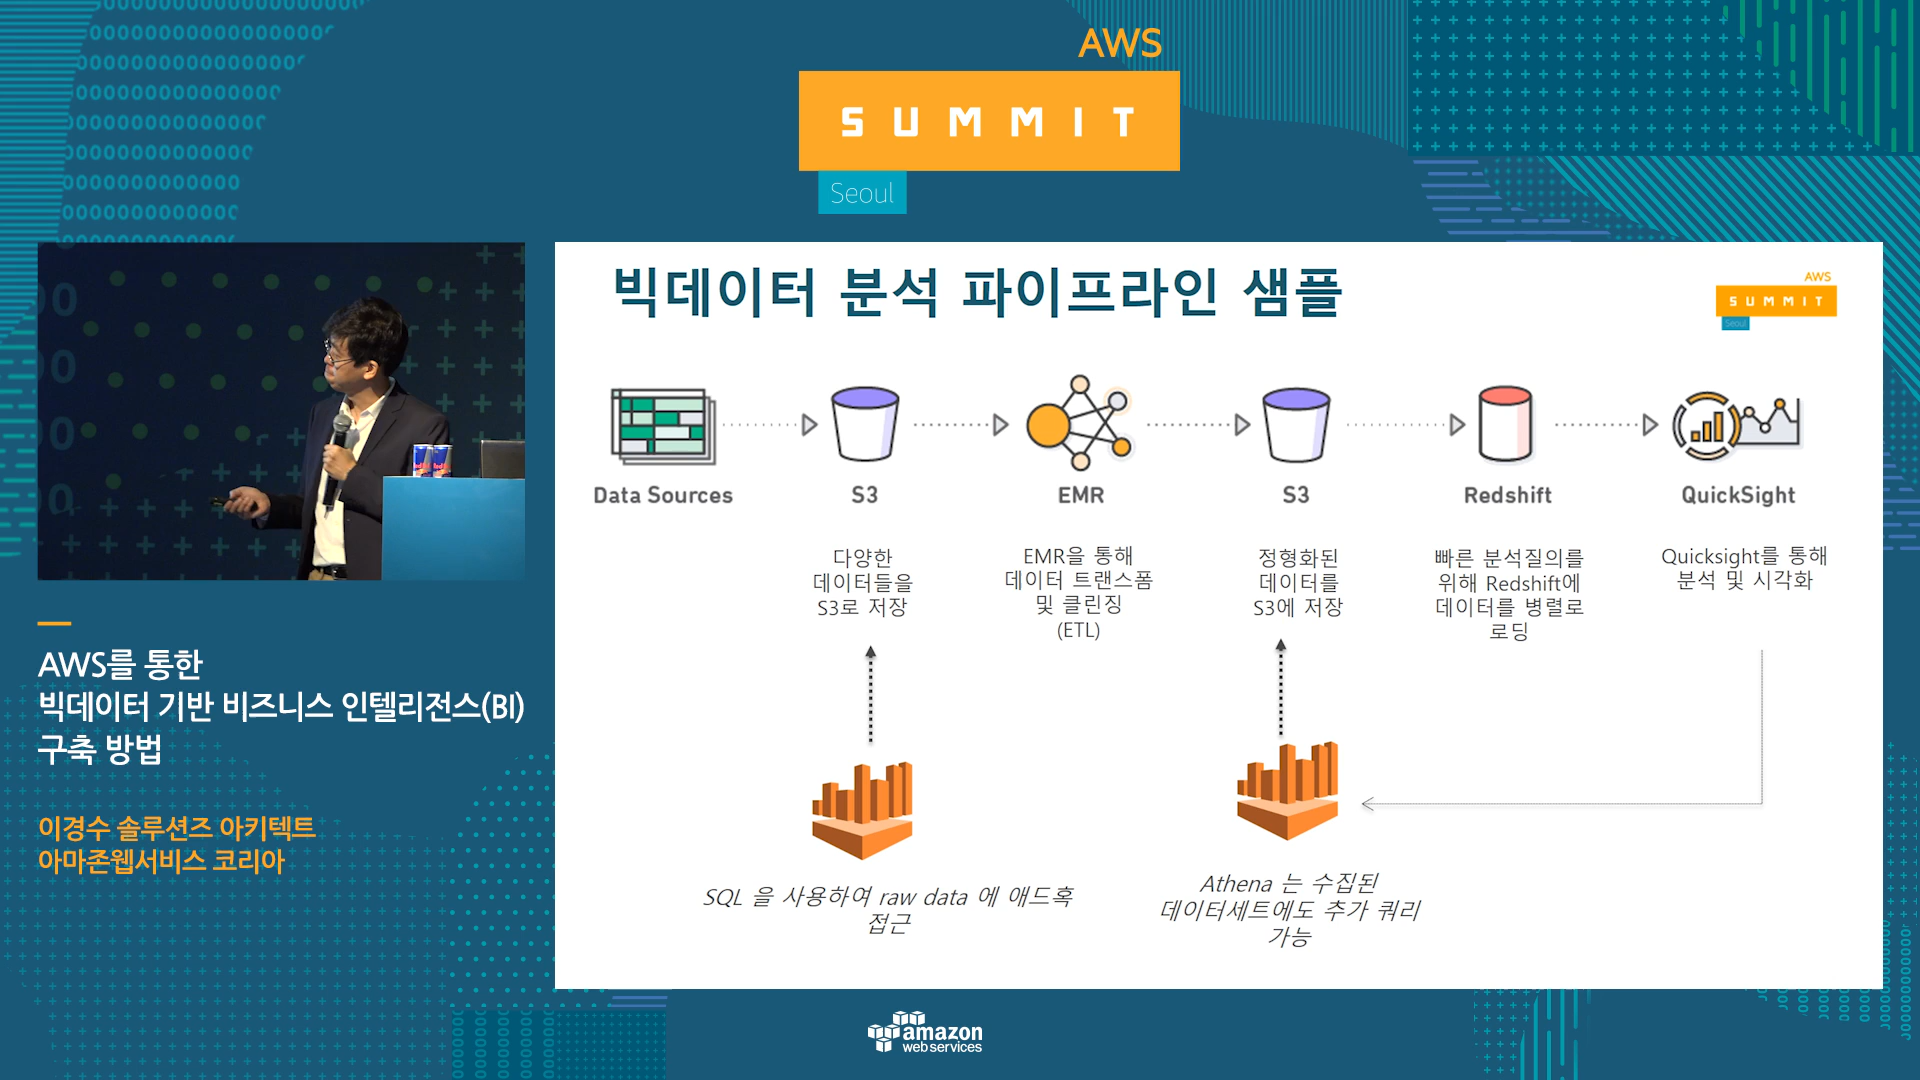 AWS
SUMMIT
Seoul
빅데이터 분석 파이프라인 샘플
AWS
SUMMIT
Seoul
Data Sources
S3
EMR
S3
Redshift
QuickSight
다양한
데이터들을
S3로 저장
EMR을 통해
데이터 트랜스폼
및 클린징
(ETL)
정형화된
데이터를
S3에 저장
빠른 분석질의를
위해 Redshift에
데이터를 병렬로
로딩
Quicksight를 통해
분석 및 시각화
SQL 을 사용하여 raw data 에 애드혹
접근
Athena 는 수집된
데이터세트에도 추가 쿼리
가능
AWS를 통한
빅데이터 기반 비즈니스 인텔리전스(BI)
구축 방법
이경수 솔루션즈 아키텍트
아마존웹서비스 코리아
amazon
web services